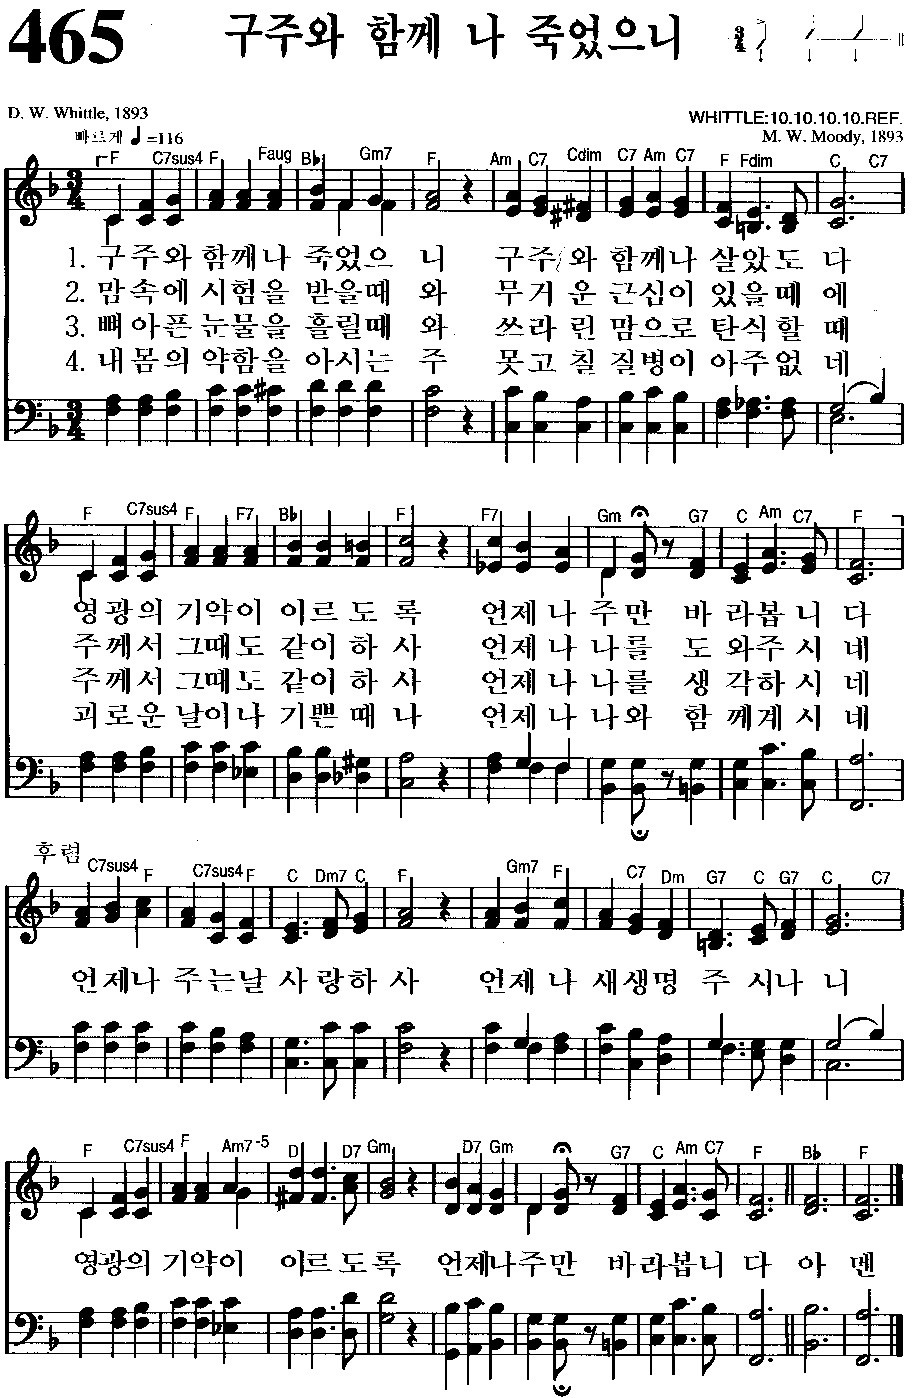 465 구주와 함께 나 죽었으니
D. W. Whittle, 1893
WHITTLE:10.10.10.10.REF.
빠르게 ♩=116
M. W. Moody, 1893
F C7sus4 F Faug B♭ Gm7 F Am C7 Cdim C7 Am C7 F Fdim C C7
3/4
1. 구주와 함께나 죽었으 니 구주와 함께나 살았도 다
2. 맘속에 시험을 받을때 와 무거운 근심이 있을때 에
3. 뼈아픈 눈물을 흘릴때 와 쓰라린 맘으로 탄식할 때
4. 내몸의 약함을 아시는 주 못고칠 질병이 아주없 네
3/4
F C7sus4 F F7 B♭ F F7 Gm G7 C Am C7 F
영광의 기약이 이르도록 언제나 주만 바라봅니다
주께서 그때도 같이하사 언제나 나를 도와주시네
주께서 그때도 같이하사 언제나 나를 생각하시네
괴로운 날이나 기쁜때나 언제나 나와 함께계시네
후렴
C7sus4 F C7sus4 F C Dm7 C F Gm7 F C7 Dm G7 C G7 C C7
언제나 주는날 사랑하사 언제나 새생명 주시나니
F C7sus4 F Am7-5 D D7 Gm D7 Gm G7 C Am C7 F B♭ F
영광의 기약이 이르도록 언제나주만 바라봅니다 아멘